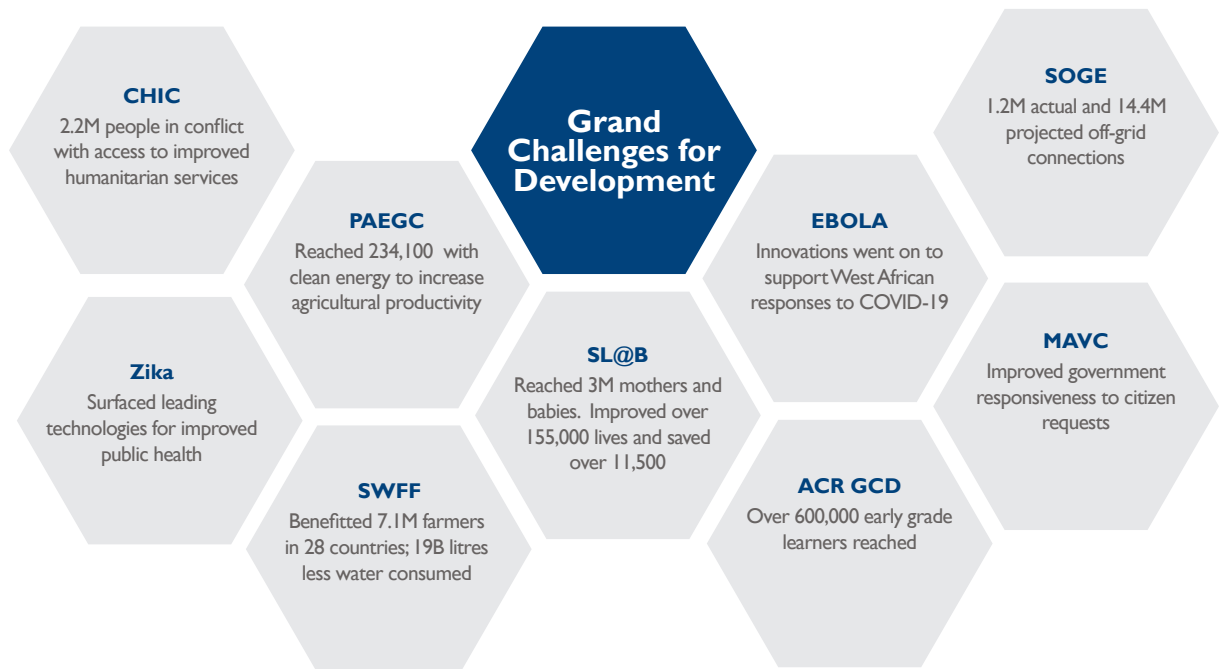 Grand
Challenges for
Development
CHIC
2.2M people in conflict
with access to improved
humanitarian services
SOGE
1.2M actual and 14.4M
projected off-grid
connections
PAEGC
Reached 234,100 with
clean energy to increase
agricultural productivity
EBOLA
Innovations went on to
support West African
responses to COVID-19
Zika
Surfaced leading
technologies for improved
public health
SL@B
Reached 3M mothers and
babies. Improved over
155,000 lives and saved
over 11,500
MAVC
Improved government
responsiveness to citizen
requests
SWFF
Benefitted 7.1M farmers
in 28 countries; 19B litres
less water consumed
ACR GCD
Over 600,000 early grade
learners reached